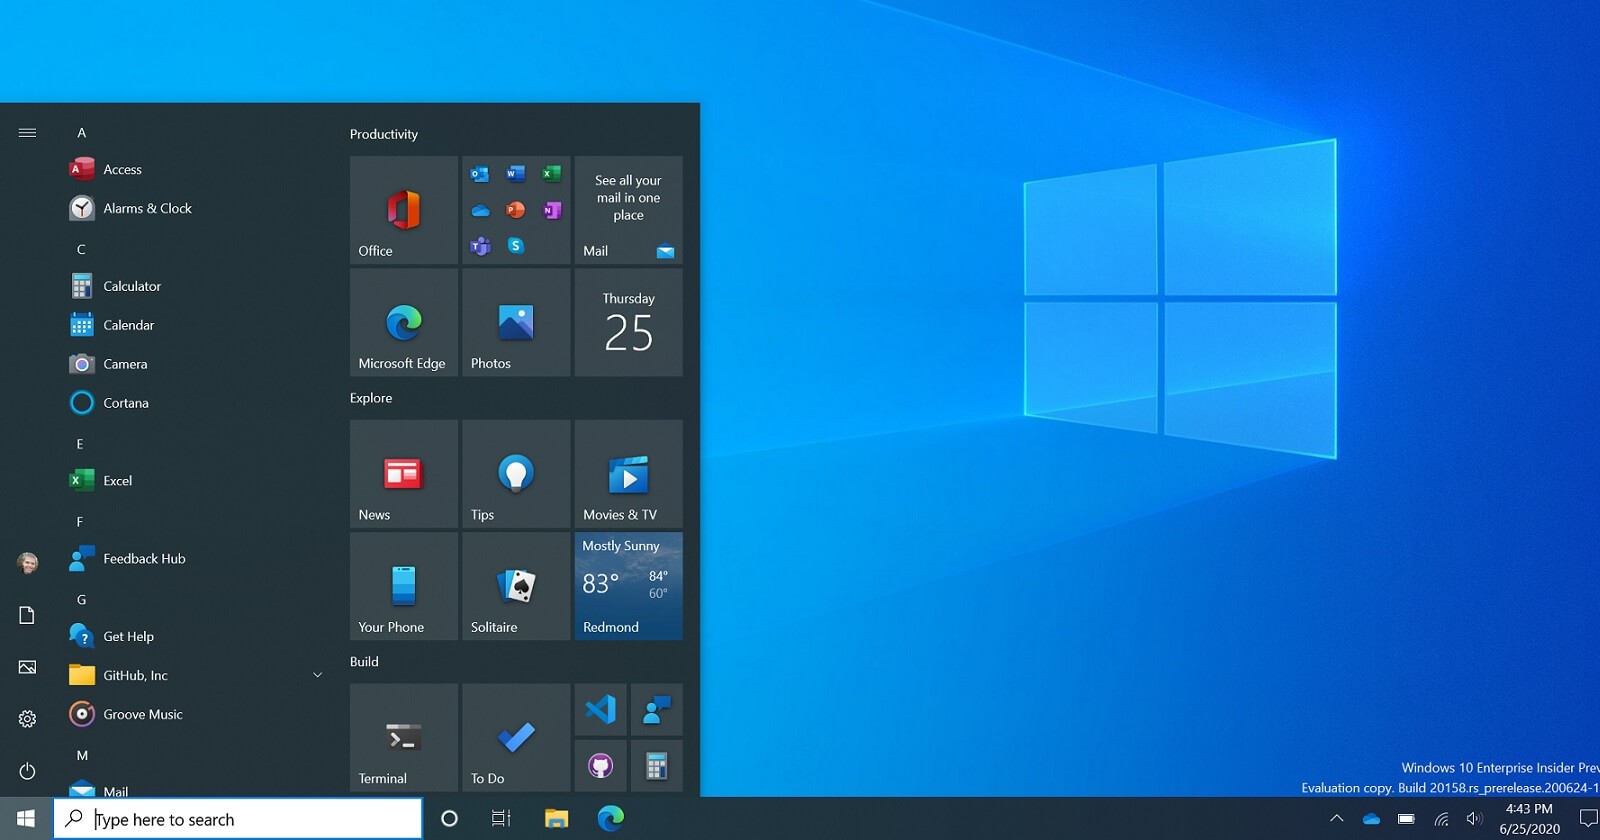 A
Access
Alarms & Clock
C
Calculator
Calendar
Camera
Cortana
E
Excel
F
Feedback Hub
G
Get Help
GitHub, Inc
Groove Music
M
Mail
Productivity
Office
See all your
mail in one
place
Mail
Microsoft Edge
Photos
Thursday
25
Explore
News
Tips
Movies & TV
Your Phone
Solitaire
Mostly Sunny
83°
84°
60°
Redmond
Build
Terminal
To Do
Windows 10 Enterprise Insider Prev
Evaluation copy. Build 20158.rs_prerelease.200624-1
Type here to search
4:43 PM
6/25/2020